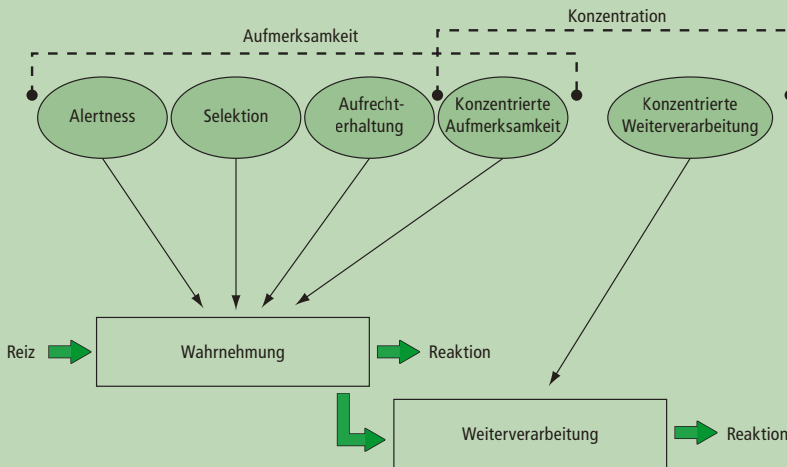 Konzentration
Aufmerksamkeit
Alertness
Selektion
Aufrecht-
erhaltung
Konzentrierte
Aufmerksamkeit
Konzentrierte
Weiterverarbeitung
Reiz
Wahrnehmung
Reaktion
Weiterverarbeitung
Reaktion